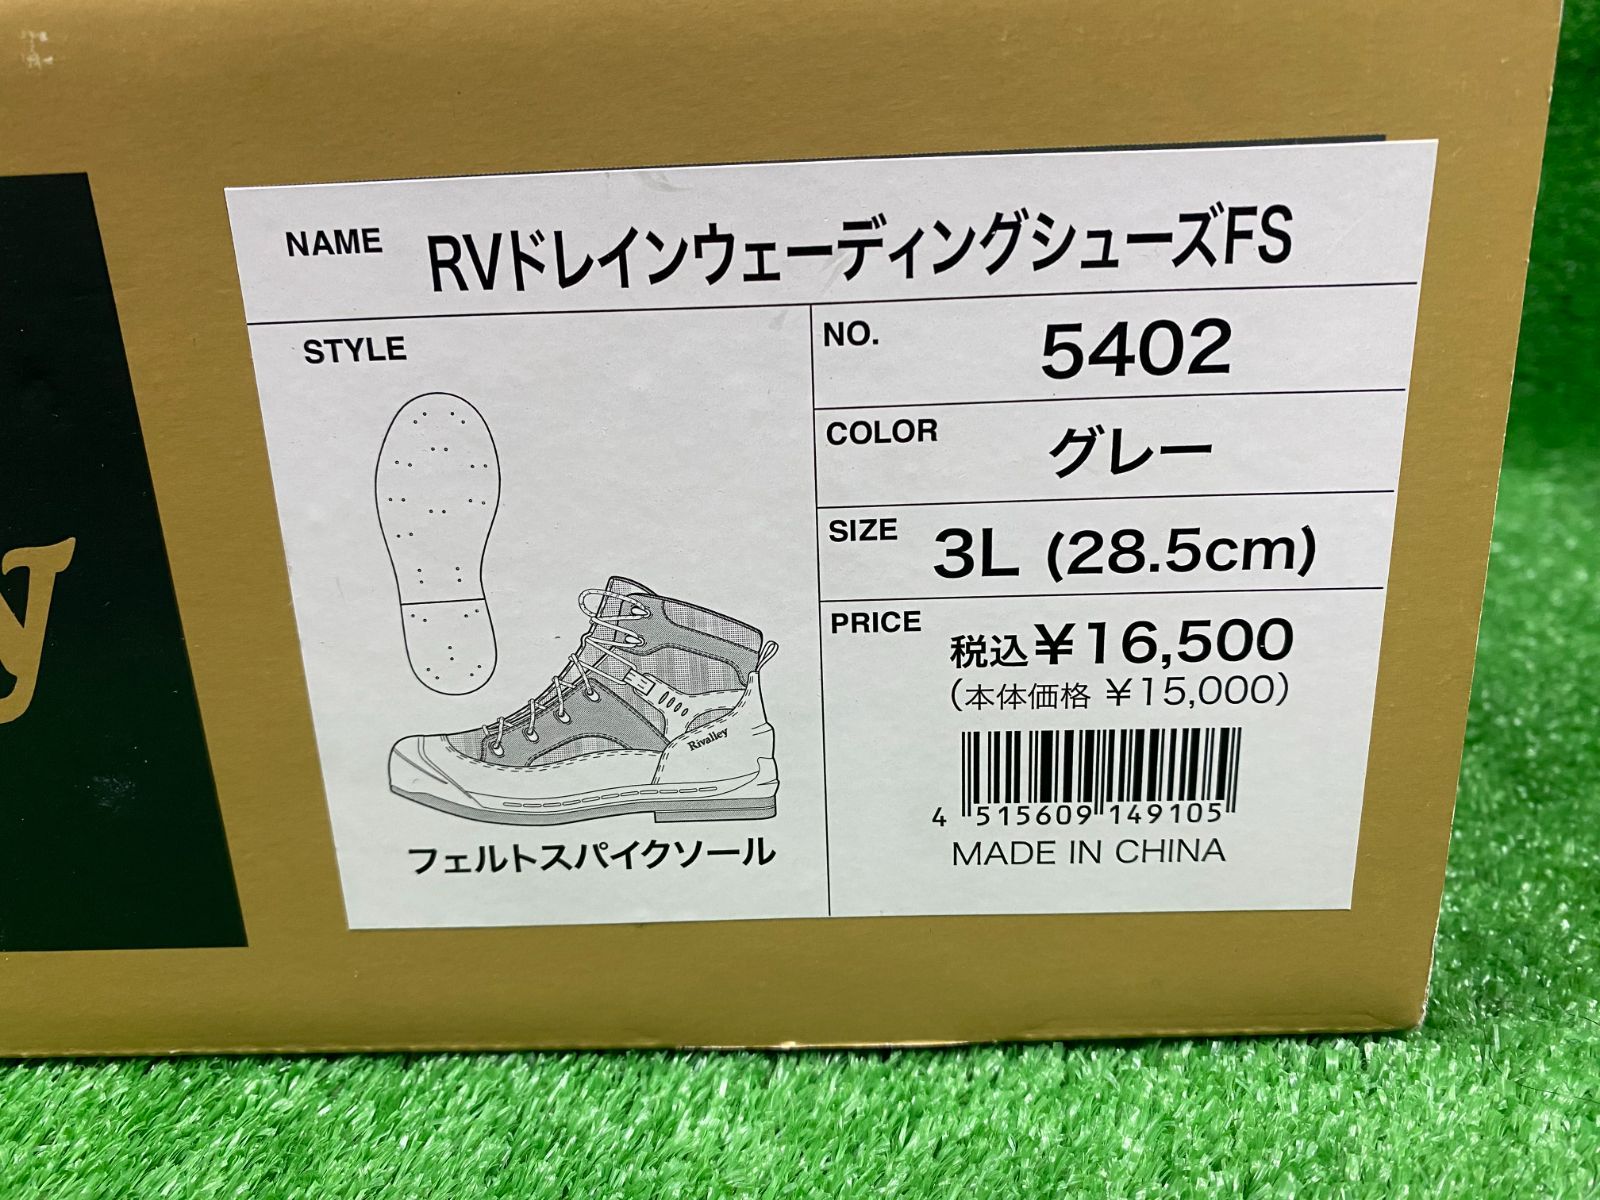 NAME RVドレインウェーディングシューズFS
STYLE
NO. 5402
COLOR グレー
SIZE 3L (28.5cm)
PRICE 税込¥16,500
(本体価格 ¥15,000)
Rivalley
フェルトスパイクソール
4 515609 149105
MADE IN CHINA
y